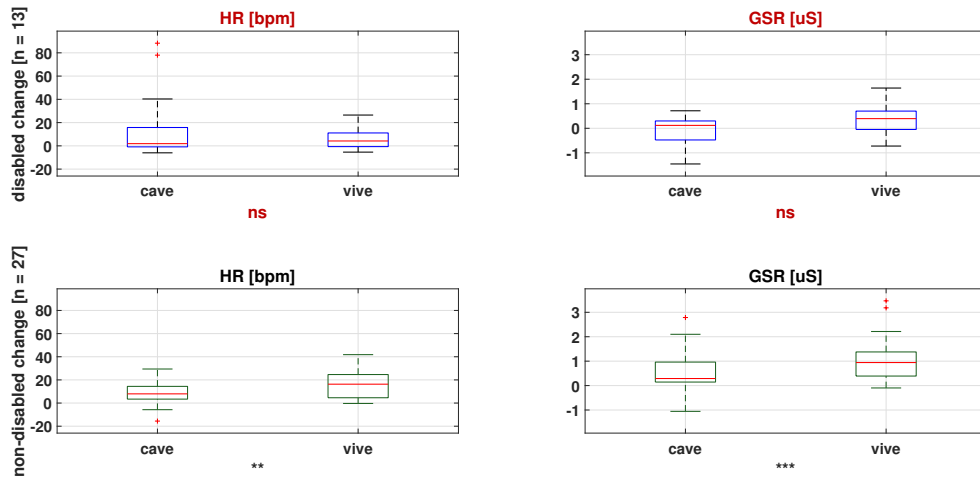 HR [bpm]
disabled change [n = 13]
80
60
40
20
0
-20
cave vive
ns
GSR [uS]
3
2
1
0
-1
cave vive
ns
HR [bpm]
non-disabled change [n = 27]
80
60
40
20
0
-20
cave vive
**
GSR [uS]
3
2
1
0
-1
cave vive
***